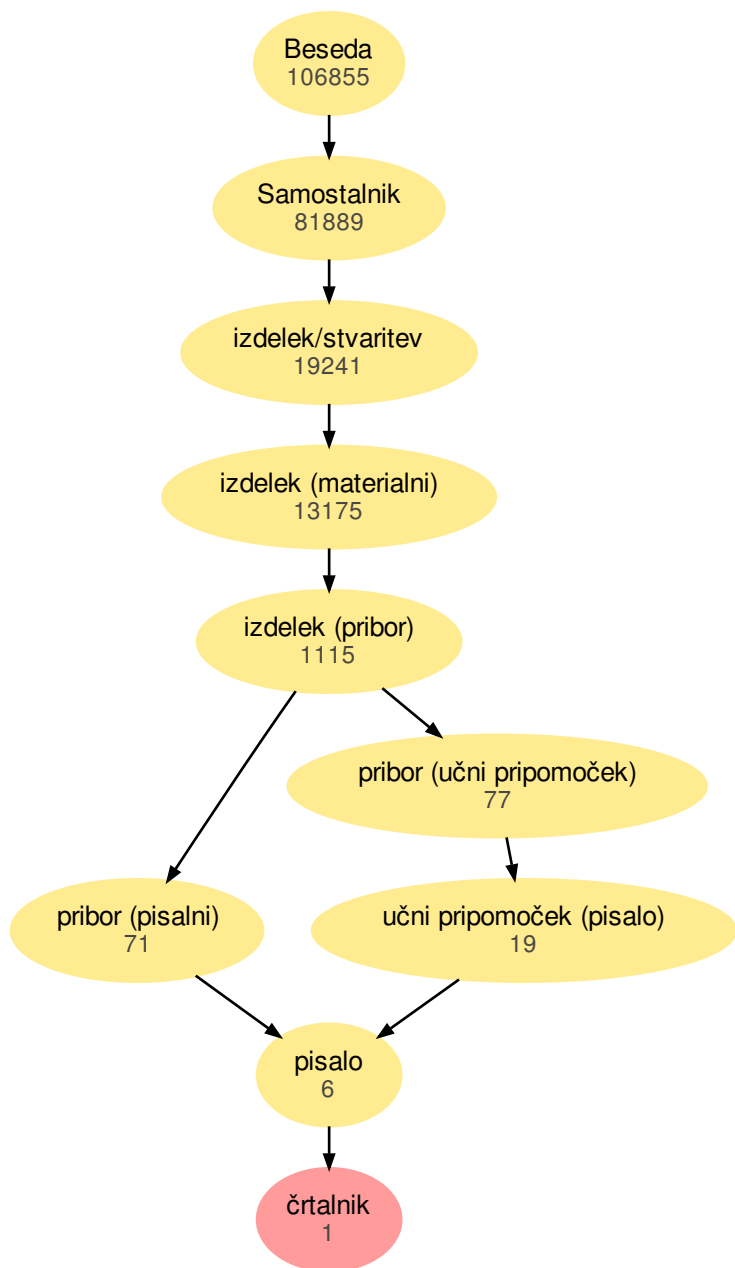 Beseda
106855
Samostalnik
81889
izdelek/stvaritev
19241
izdelek (materialni)
13175
izdelek (pribor)
1115
pribor (učni pripomoček)
77
pribor (pisalni)
71
učni pripomoček (pisalo)
19
pisalo
6
črtalnik
1